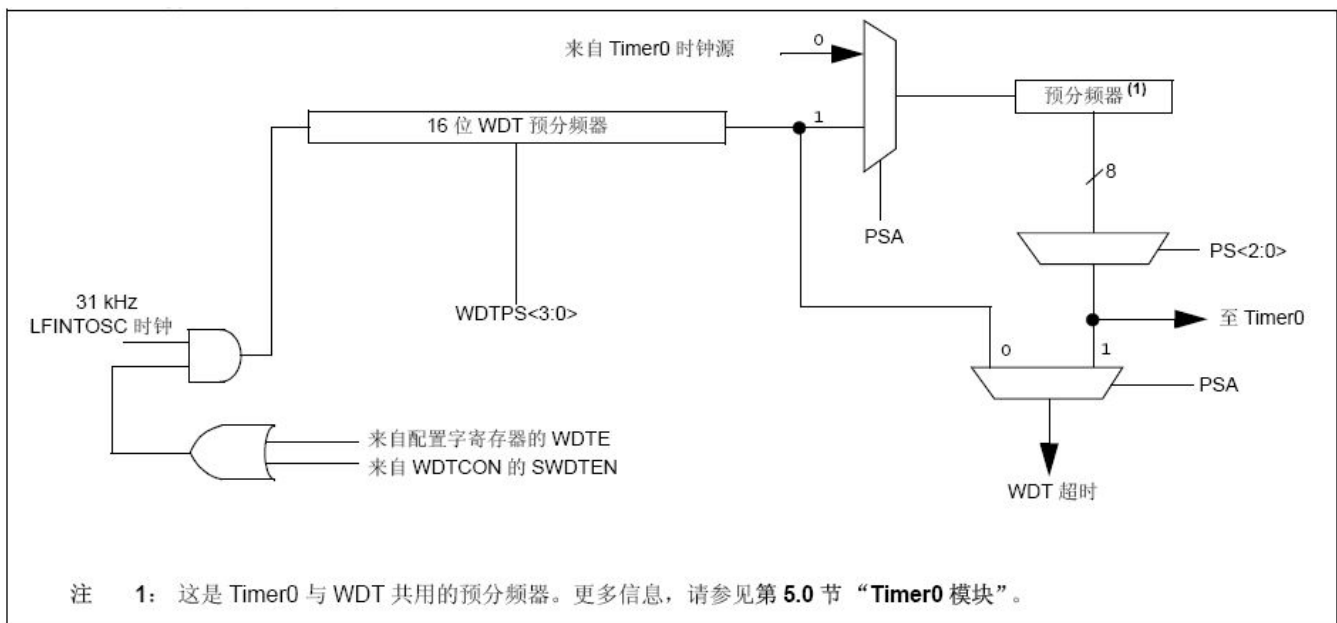 来自 Timer0 时钟源
0
预分频器(1)
16 位 WDT 预分频器
1
8
PSA
PS<2:0>
31 kHz
LFINTOSC 时钟
WDTPS<3:0>
至 Timer0
0
1
PSA
来自配置字寄存器的 WDTE
来自 WDTCON 的 SWDTEN
WDT 超时
注 1： 这是 Timer0 与 WDT 共用的预分频器。更多信息，请参见第 5.0 节 “Timer0 模块”。